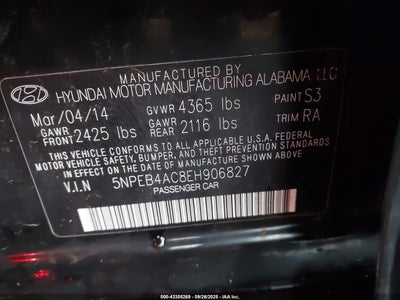 MANUFACTURED BY
HYUNDAI MOTOR MANUFACTURING ALABAMA, LLC
Mar/04/14 GVWR 4365 lbs PAINT S3
GAWR FRONT 2425 lbs GAWR REAR 2116 lbs TRIM RA
THIS VEHICLE CONFORMS TO ALL APPLICABLE U.S.A. FEDERAL
MOTOR VEHICLE SAFETY, BUMPER, AND THEFT PREVENTION STANDARDS
IN EFFECT ON THE DATE OF MANUFACTURE SHOWN ABOVE.
V.I.N 5NPEB4AC8EH906827
PASSENGER CAR
000-43305269 - 09/26/2025 - IAA Inc.